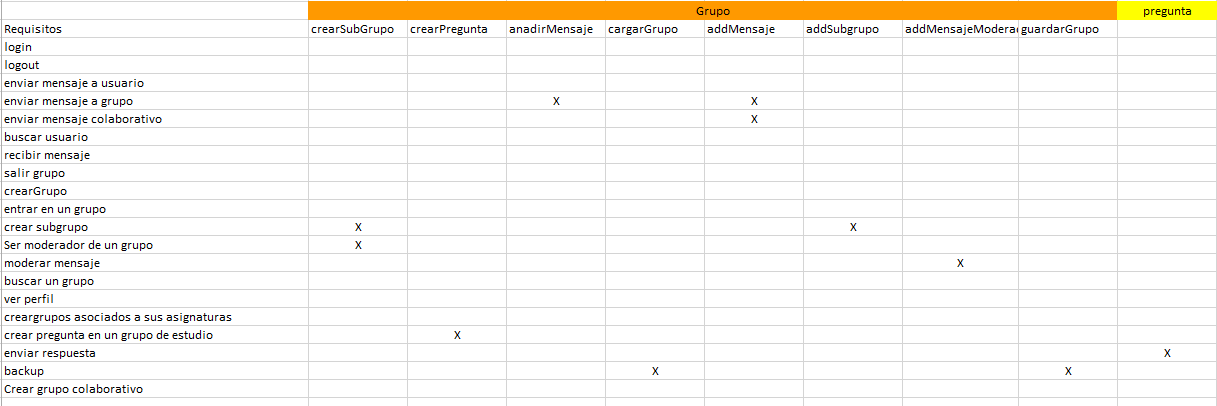 Grupo pregunta
Requisitos crearSubGrupo crearPregunta anadirMensaje cargarGrupo addMensaje addSubgrupo addMensajeModerad guardarGrupo
login
logout
enviar mensaje a usuario
enviar mensaje a grupo X X
enviar mensaje colaborativo X
buscar usuario
recibir mensaje
salir grupo
crearGrupo
entrar en un grupo
crear subgrupo X X
Ser moderador de un grupo X
moderar mensaje X
buscar un grupo
ver perfil
creargrupos asociados a sus asignaturas
crear pregunta en un grupo de estudio X
enviar respuesta X
backup X X
Crear grupo colaborativo